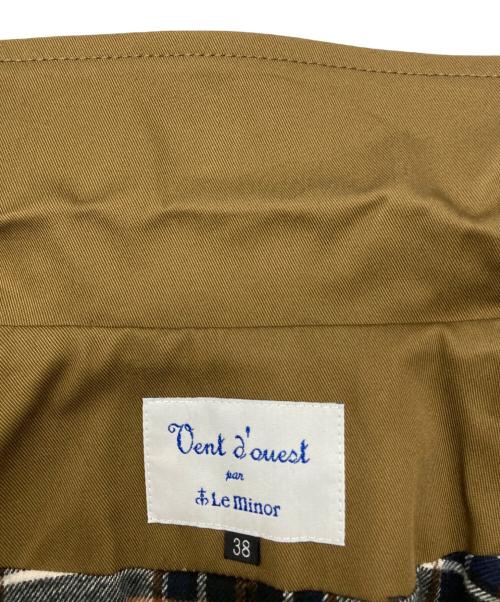 Vent d'ouest
par
Le minor
38